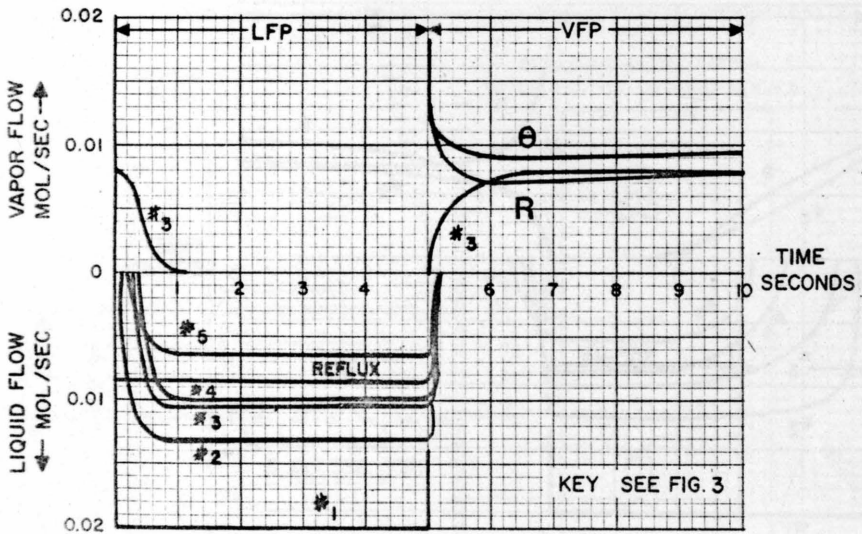 0.02
LFP
VFP
VAPOR FLOW
MOL/SEC
0.01
θ
*3
R
*3
0
2
3
4
5
6
7
8
9
10
TIME
SECONDS
*5
REFLUX
LIQUID FLOW
MOL/SEC
*4
0.01
*3
*2
KEY SEE FIG. 3
*1
0.02